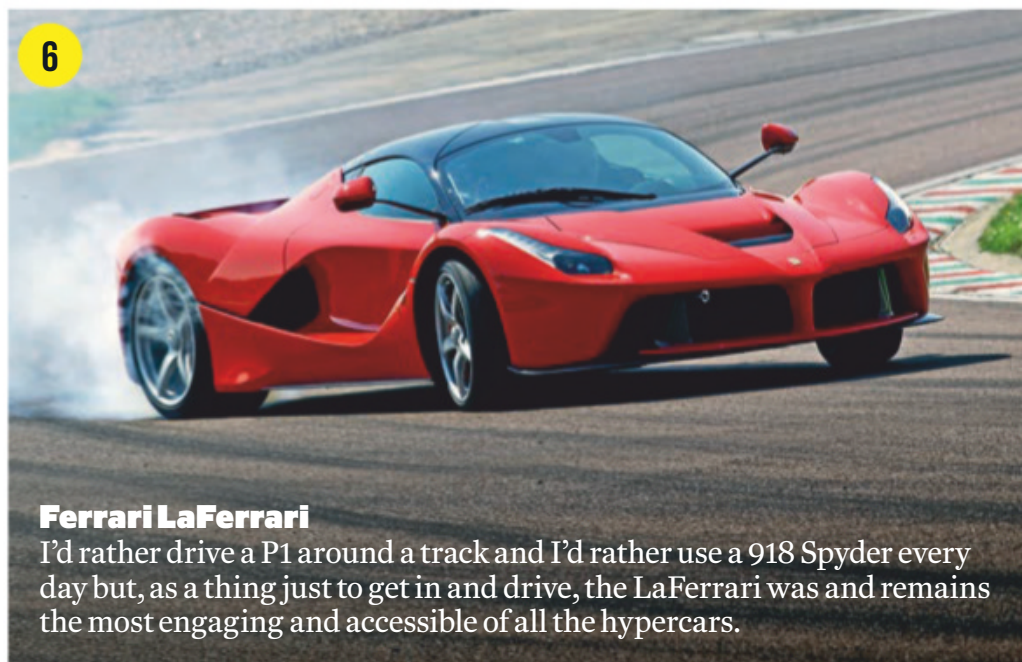 6
Ferrari LaFerrari
I’d rather drive a P1 around a track and I’d rather use a 918 Spyder every
day but, as a thing just to get in and drive, the LaFerrari was and remains
the most engaging and accessible of all the hypercars.